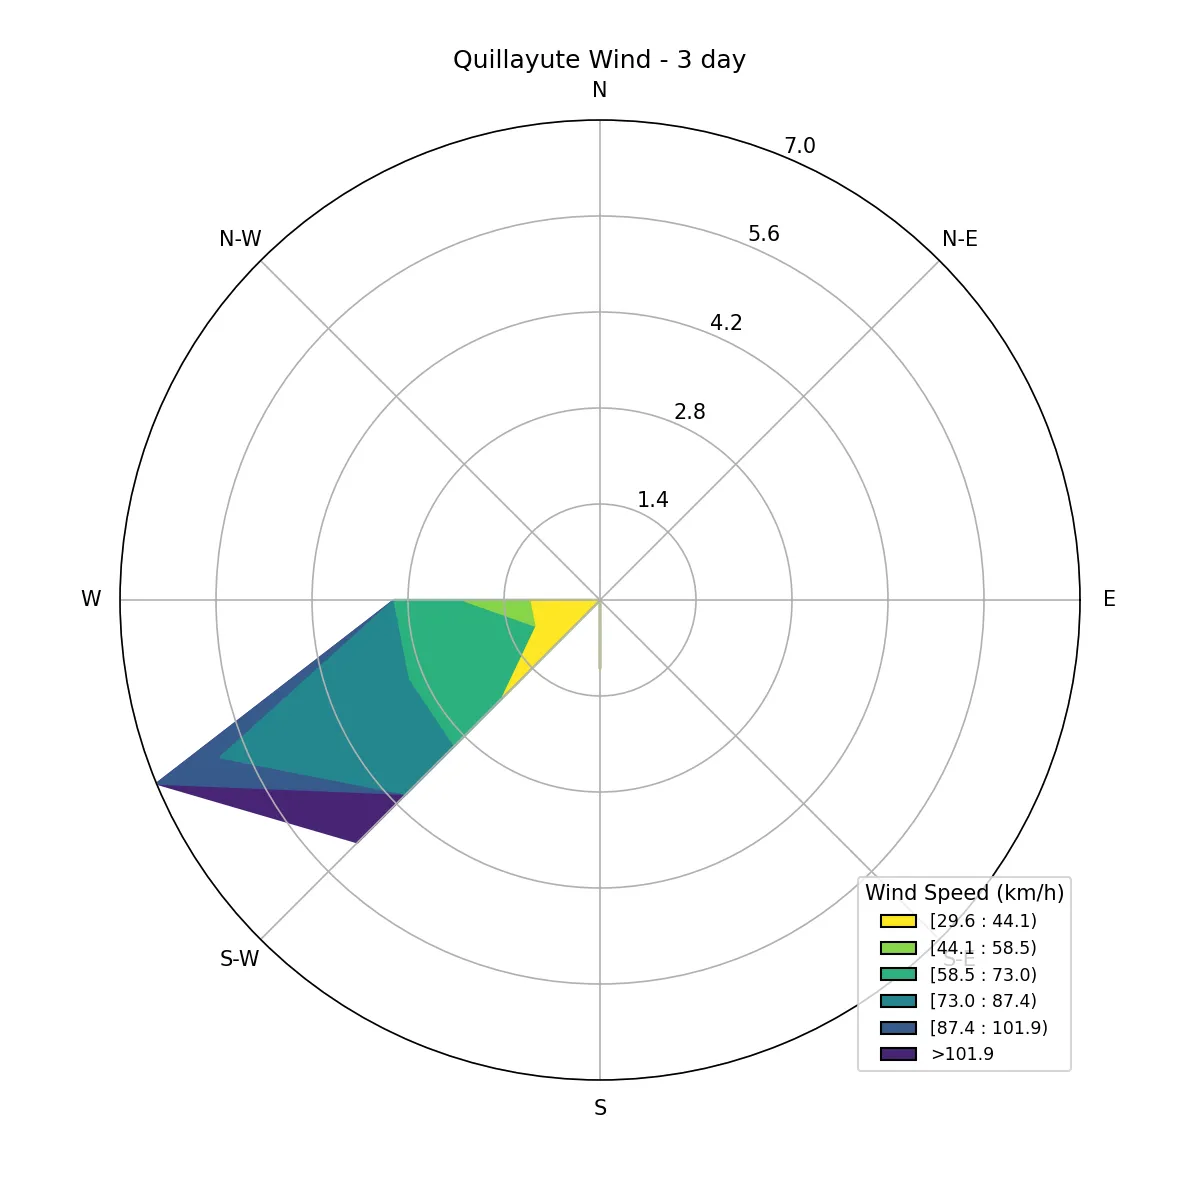 Quillayute Wind - 3 day
N
7.0
5.6
N-W
N-E
4.2
2.8
1.4
W
E
S-W
S-E
Wind Speed (km/h)
[29.6 : 44.1)
[44.1 : 58.5)
[58.5 : 73.0)
[73.0 : 87.4)
[87.4 : 101.9)
>101.9
S